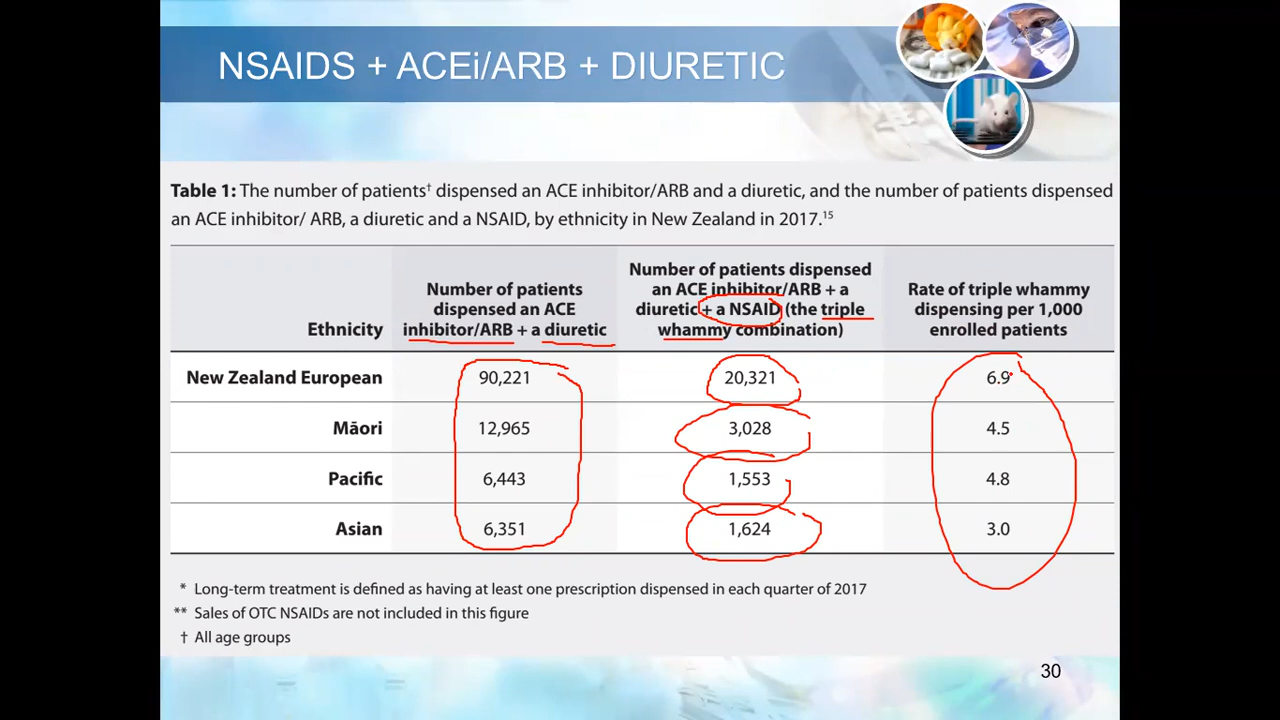 NSAIDS + ACEi/ARB + DIURETIC
Table 1: The number of patients† dispensed an ACE inhibitor/ARB and a diuretic, and the number of patients dispensed
an ACE inhibitor/ ARB, a diuretic and a NSAID, by ethnicity in New Zealand in 2017.15
Ethnicity
Number of patients
dispensed an ACE
inhibitor/ARB + a diuretic
Number of patients dispensed
an ACE inhibitor/ARB + a
diuretic + a NSAID (the triple
whammy combination)
Rate of triple whammy
dispensing per 1,000
enrolled patients
New Zealand European 90,221 20,321 6.9
Māori 12,965 3,028 4.5
Pacific 6,443 1,553 4.8
Asian 6,351 1,624 3.0
* Long-term treatment is defined as having at least one prescription dispensed in each quarter of 2017
** Sales of OTC NSAIDs are not included in this figure
† All age groups
30